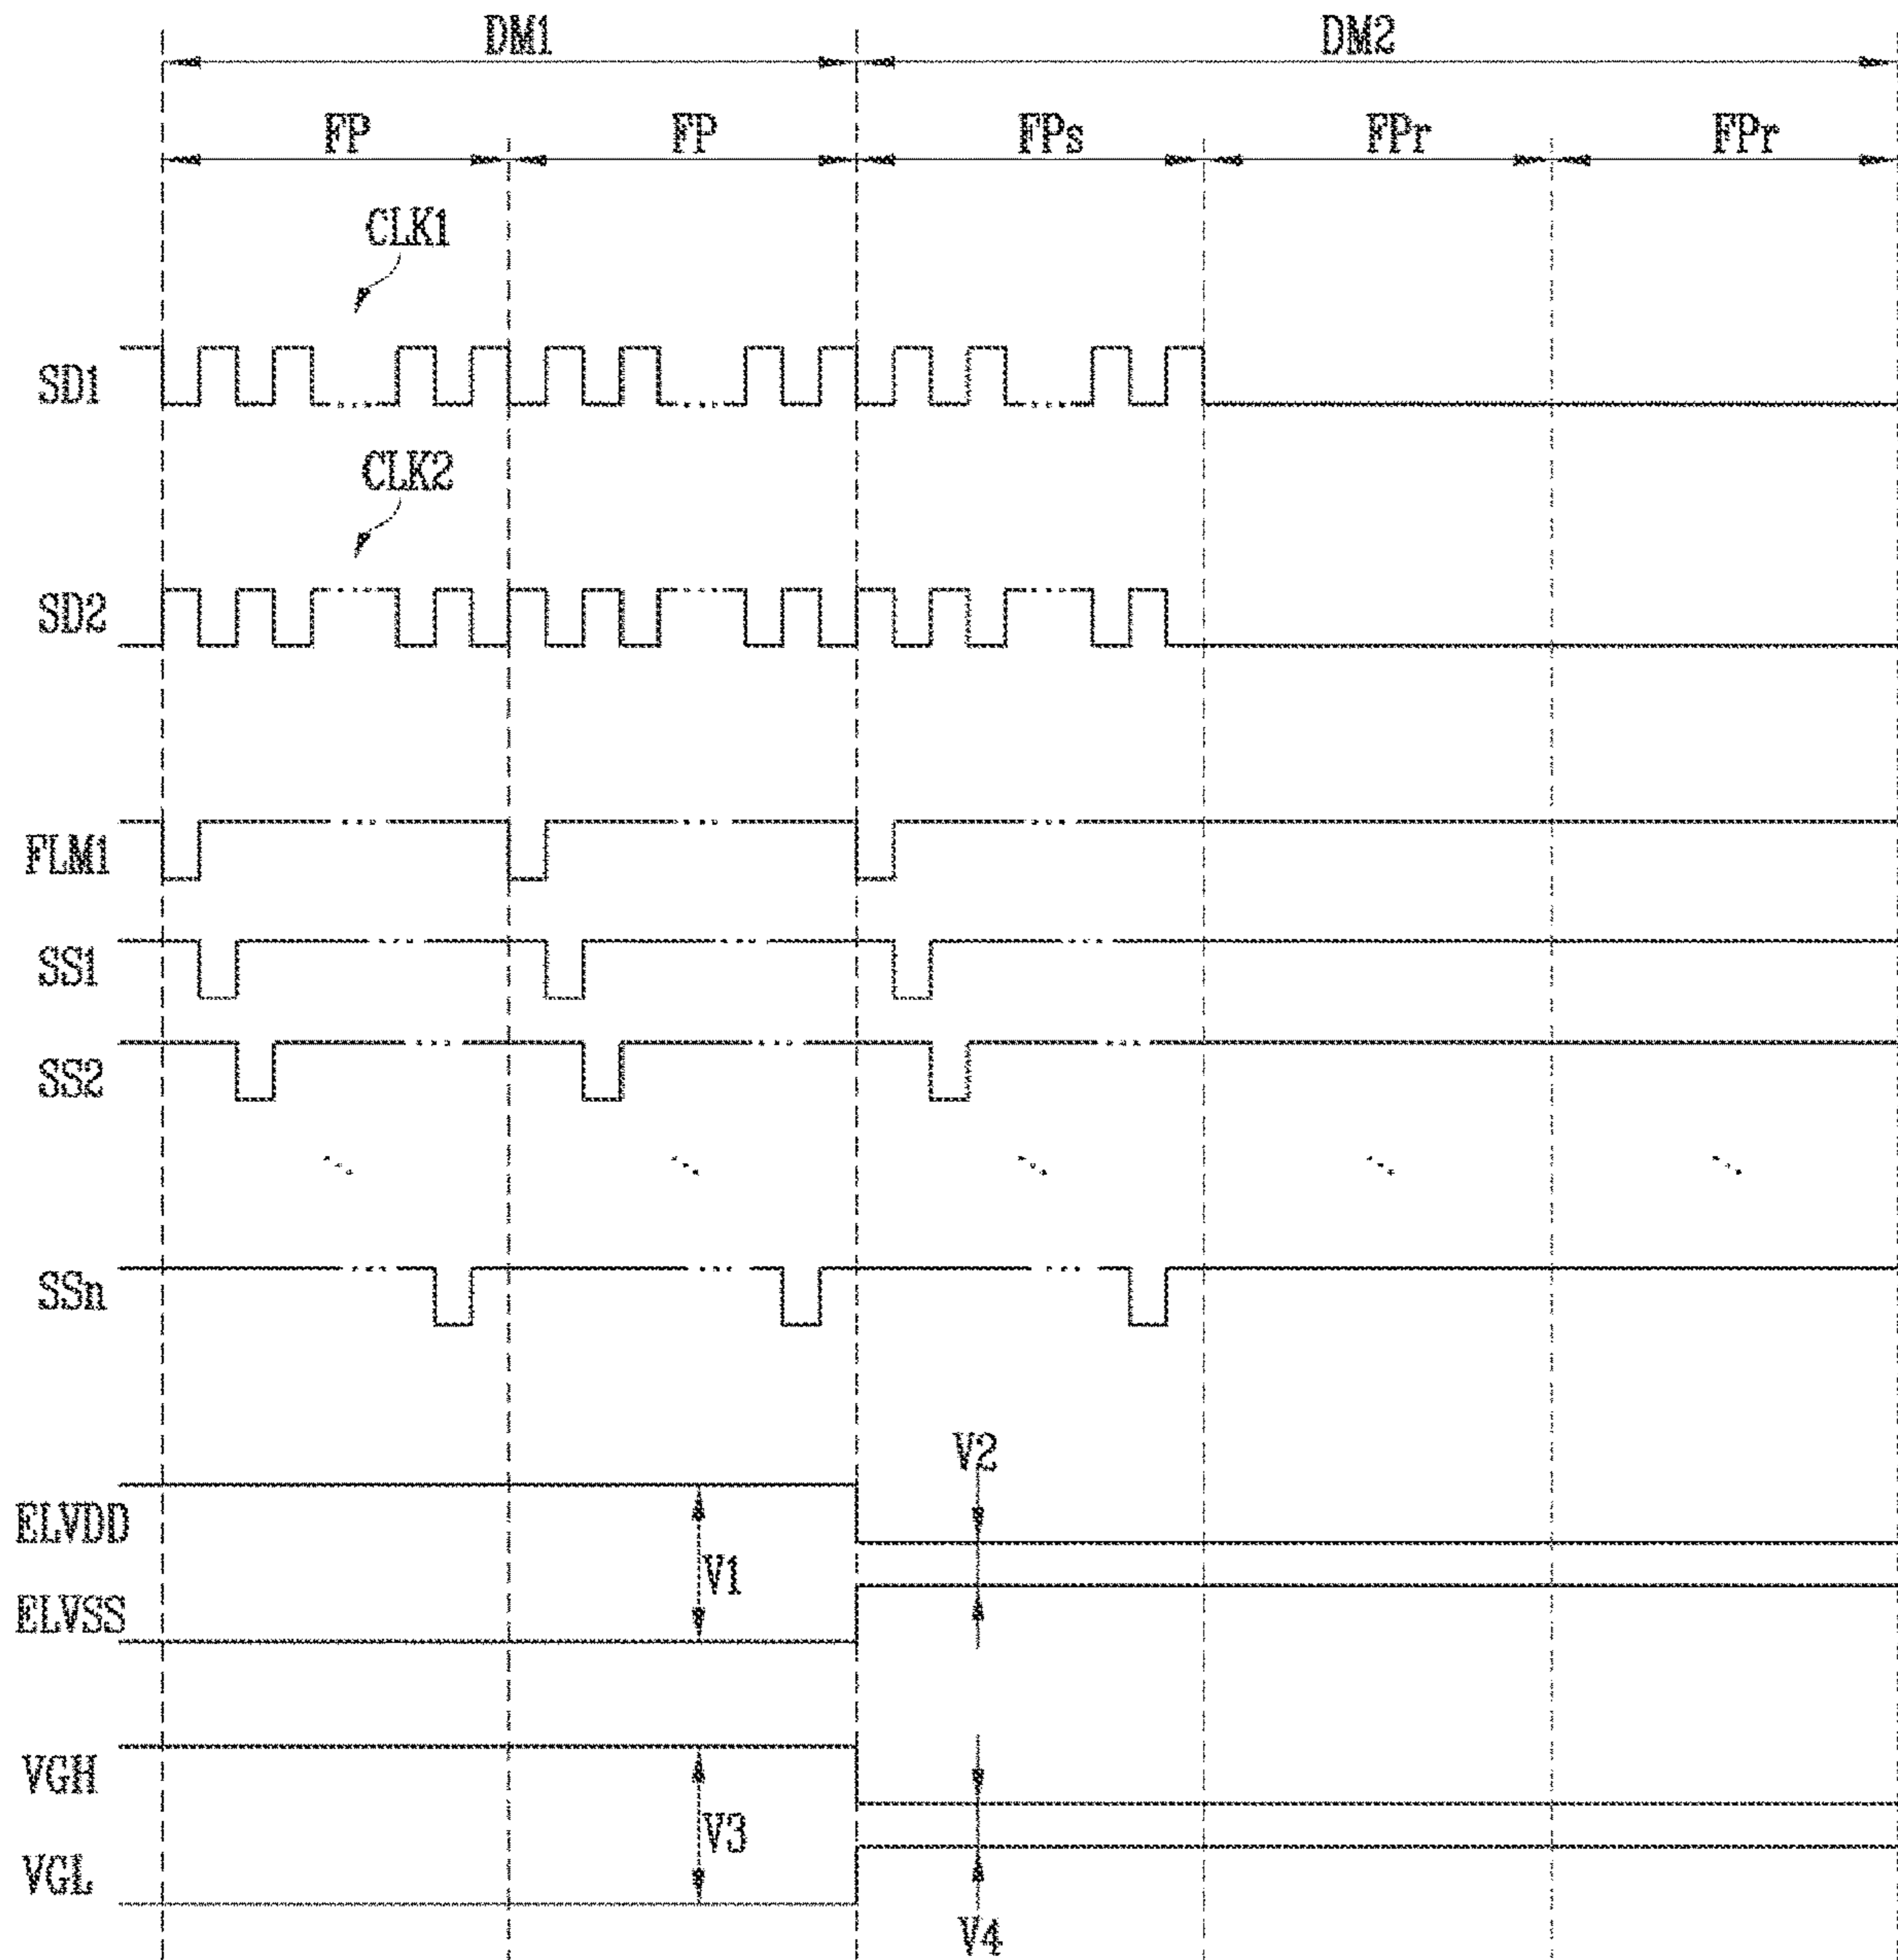 DM1 DM2
FP FP FPs FPr FPr
CLK1
SD1
CLK2
SD2
FLM1
SS1
SS2
SSn
V2
ELVDD
V1
ELVSS
VGH
V3
VGL
V4